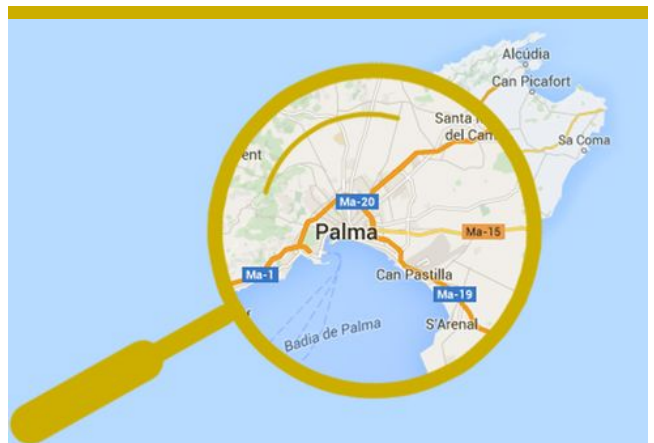 Alcúdia
Can Picafort
Santa
del Cam
Sa Coma
ent
Ma-20
Palma
Ma-15
Ma-1
Can Pastilla
Ma-19
S'Arenal
Badia de Palma